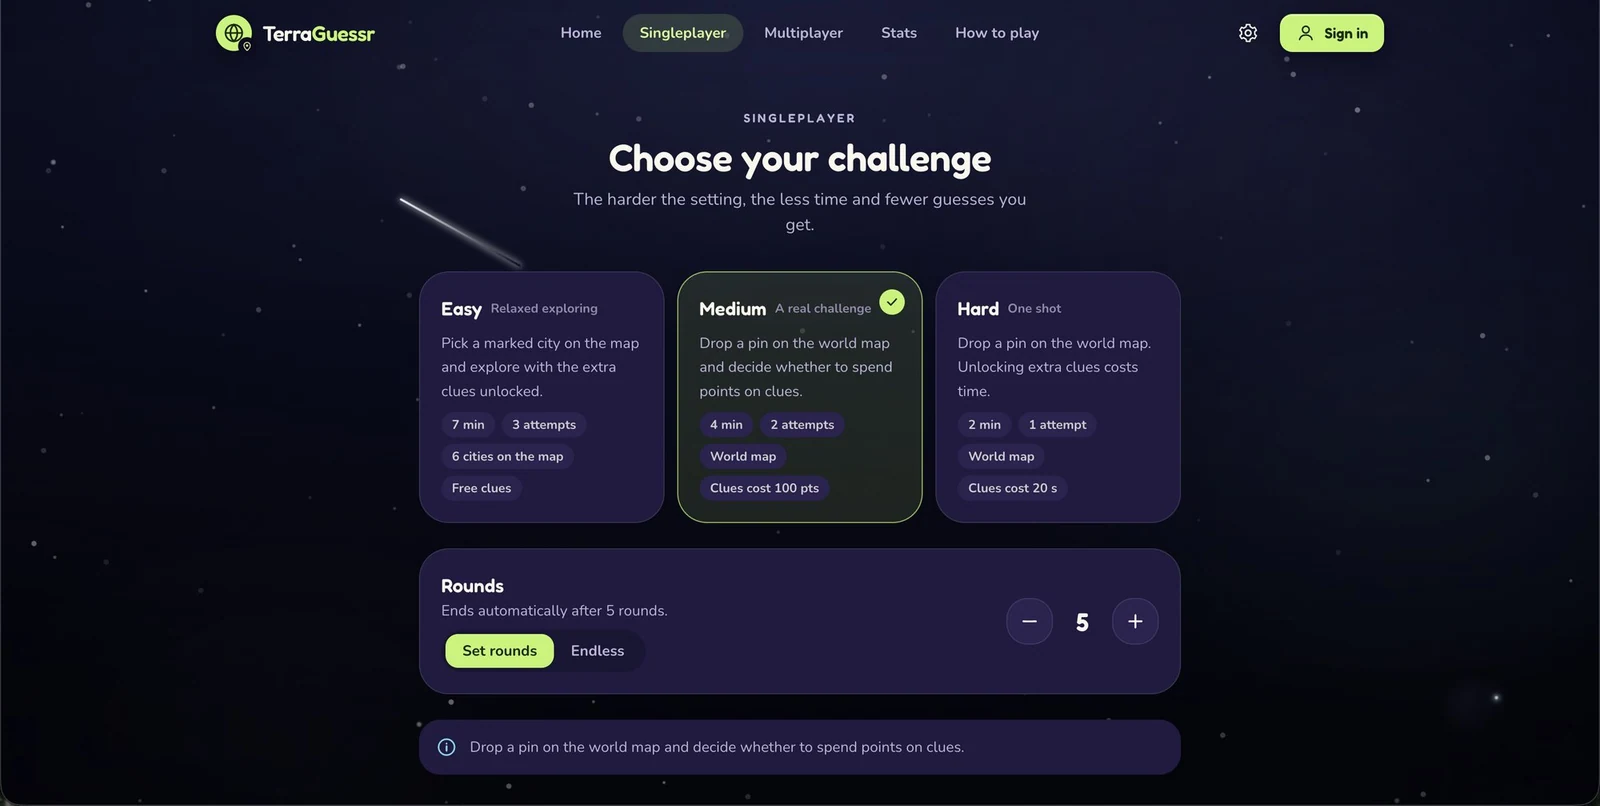 TerraGuessr
Home
Singleplayer
Multiplayer
Stats
How to play
Sign in
SINGLEPLAYER
Choose your challenge
The harder the setting, the less time and fewer guesses you
get.
Easy Relaxed exploring
Pick a marked city on the map
and explore with the extra
clues unlocked.
7 min
3 attempts
6 cities on the map
Free clues
Medium A real challenge
Drop a pin on the world map
and decide whether to spend
points on clues.
4 min
2 attempts
World map
Clues cost 100 pts
Hard One shot
Drop a pin on the world map.
Unlocking extra clues costs
time.
2 min
1 attempt
World map
Clues cost 20 s
Rounds
Ends automatically after 5 rounds.
Set rounds
Endless
5
Drop a pin on the world map and decide whether to spend points on clues.